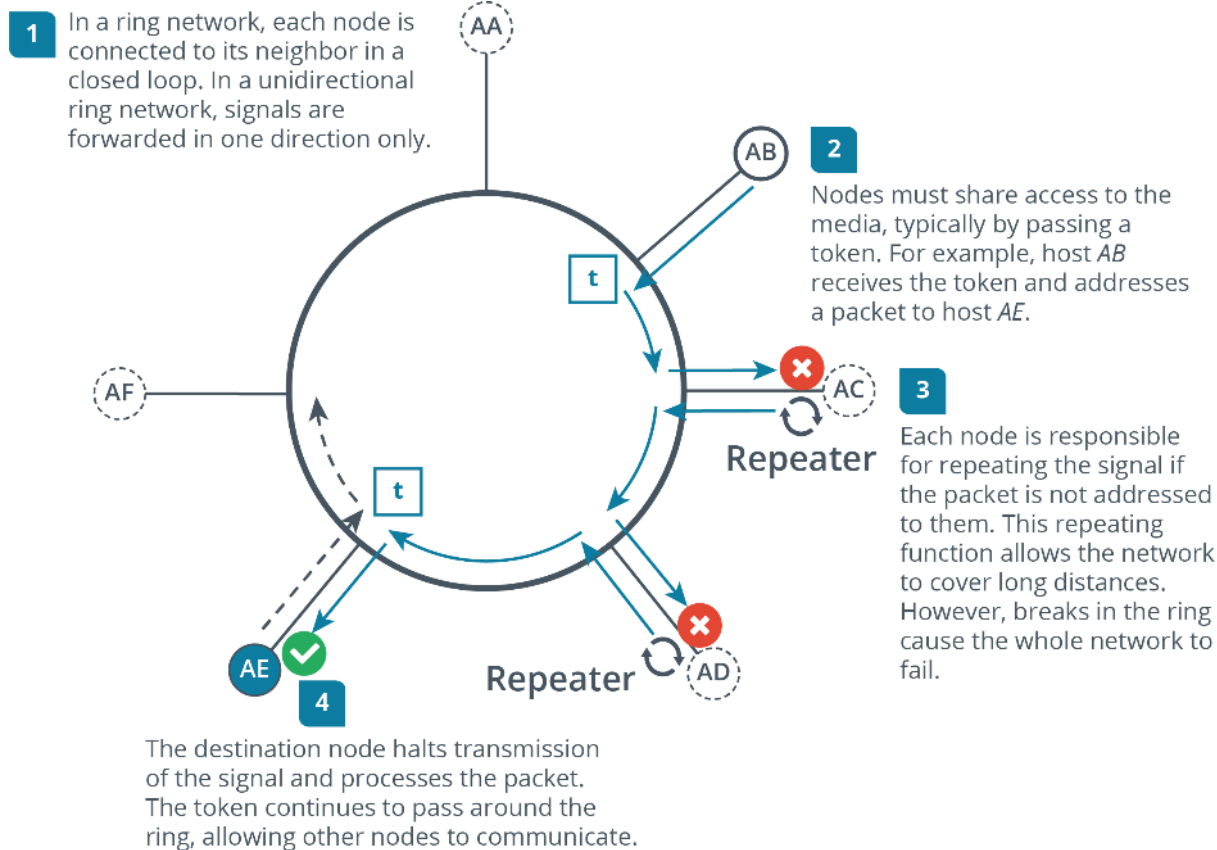 1
In a ring network, each node is
connected to its neighbor in a
closed loop. In a unidirectional
ring network, signals are
forwarded in one direction only.
AA
AB
2
Nodes must share access to the
media, typically by passing a
token. For example, host AB
receives the token and addresses
a packet to host AE.
t
AF
AC
3
Repeater
Each node is responsible
for repeating the signal if
the packet is not addressed
to them. This repeating
function allows the network
to cover long distances.
However, breaks in the ring
cause the whole network to
fail.
t
AE
Repeater
AD
4
The destination node halts transmission
of the signal and processes the packet.
The token continues to pass around the
ring, allowing other nodes to communicate.